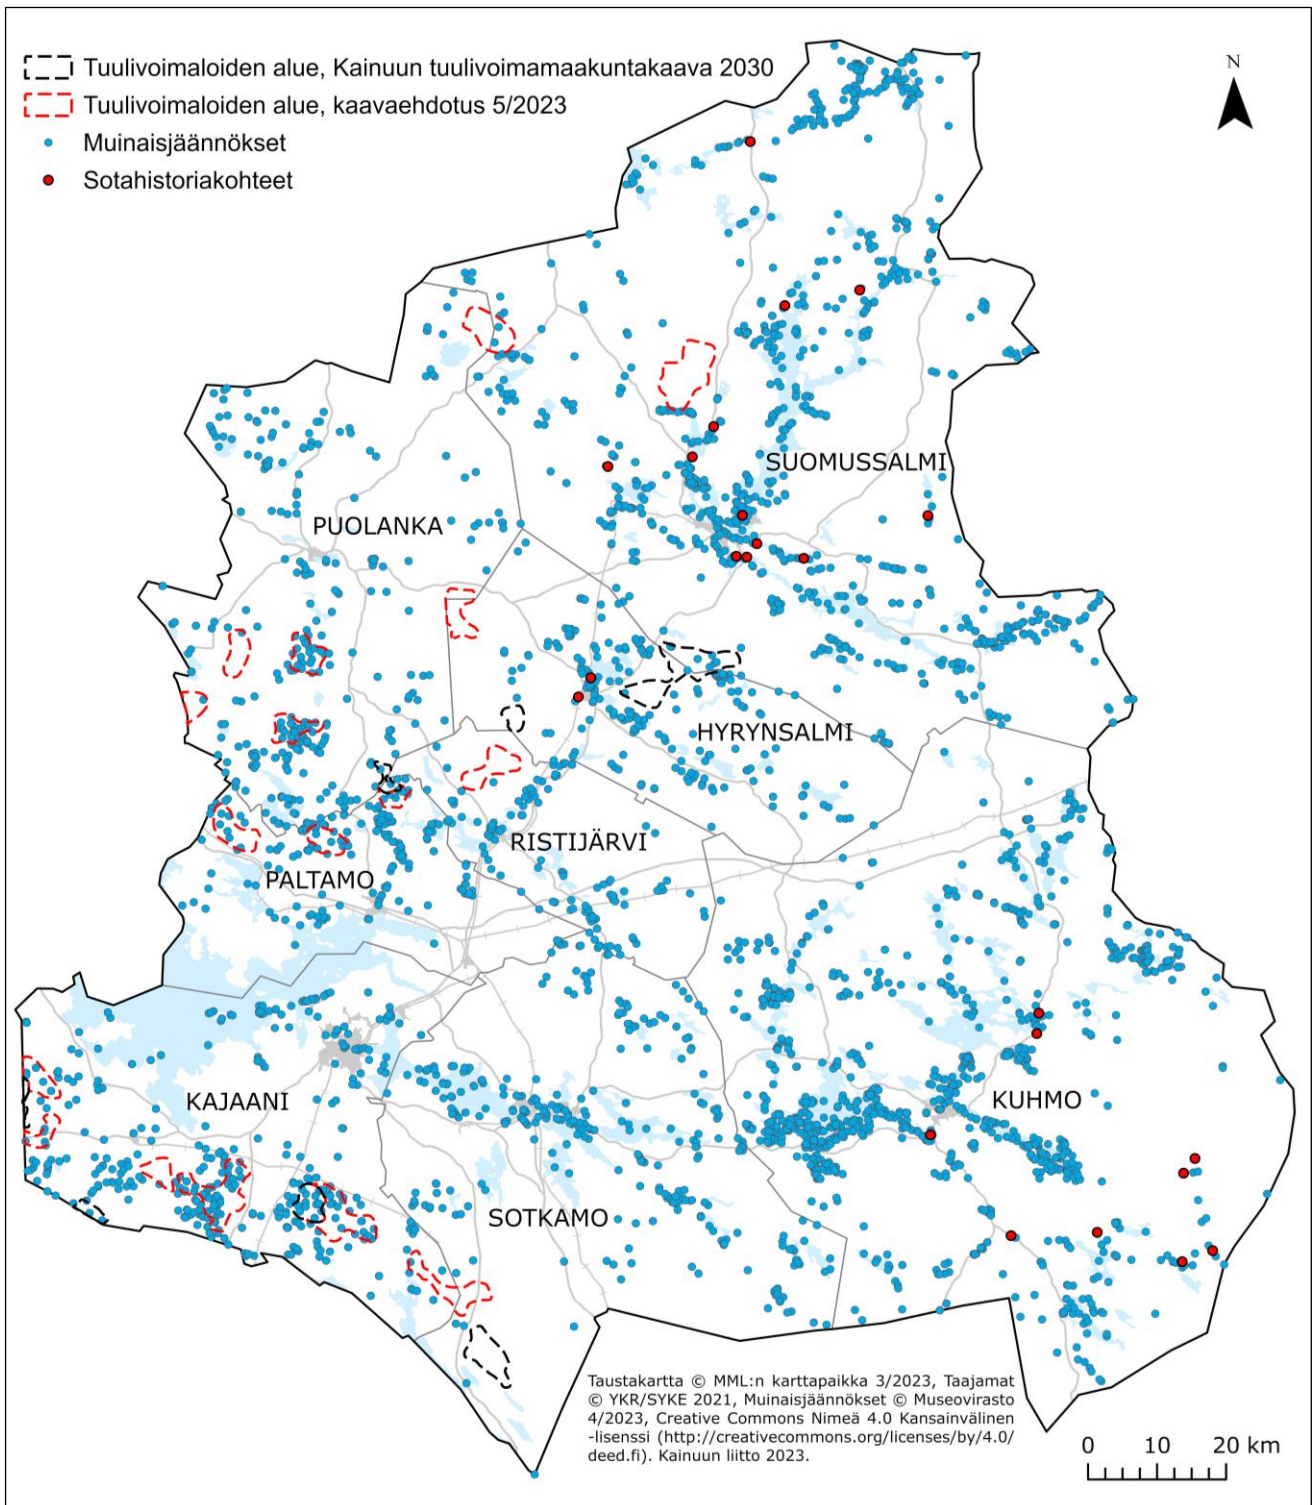 Tuulivoimaloiden alue, Kainuun tuulivoimamaakuntakaava 2030
Tuulivoimaloiden alue, kaavaehdotus 5/2023
Muinaisjäännökset
Sotahistoriakohteet
N
SUOMUSSALMI
PUOLANKA
HYRYNSALMI
RISTIJÄRVI
PALTAMO
KAJAANI
KUHMO
SOTKAMO
Taustakartta © MML:n karttapaikka 3/2023, Taajamat
© YKR/SYKE 2021, Muinaisjäännökset © Museovirasto
4/2023, Creative Commons Nimeä 4.0 Kansainvälinen
-lisenssi (http://creativecommons.org/licenses/by/4.0/
deed.fi). Kainuun liitto 2023.
0 10 20 km